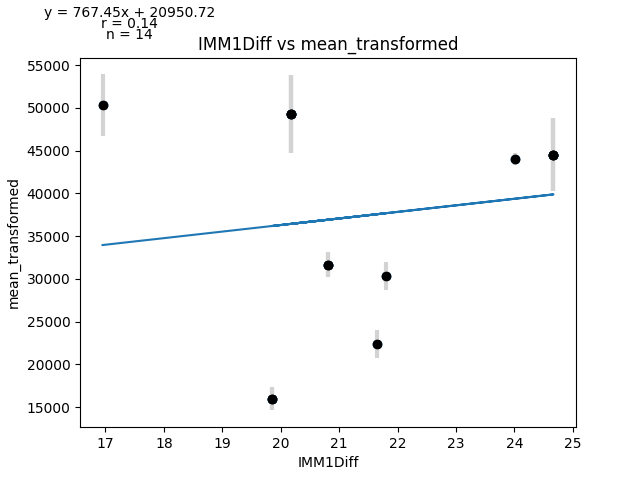 y = 767.45x + 20950.72
r = 0.14
n = 14
IMM1Diff vs mean_transformed
55000
50000
45000
40000
35000
30000
25000
20000
15000
mean_transformed
17 18 19 20 21 22 23 24 25
IMM1Diff